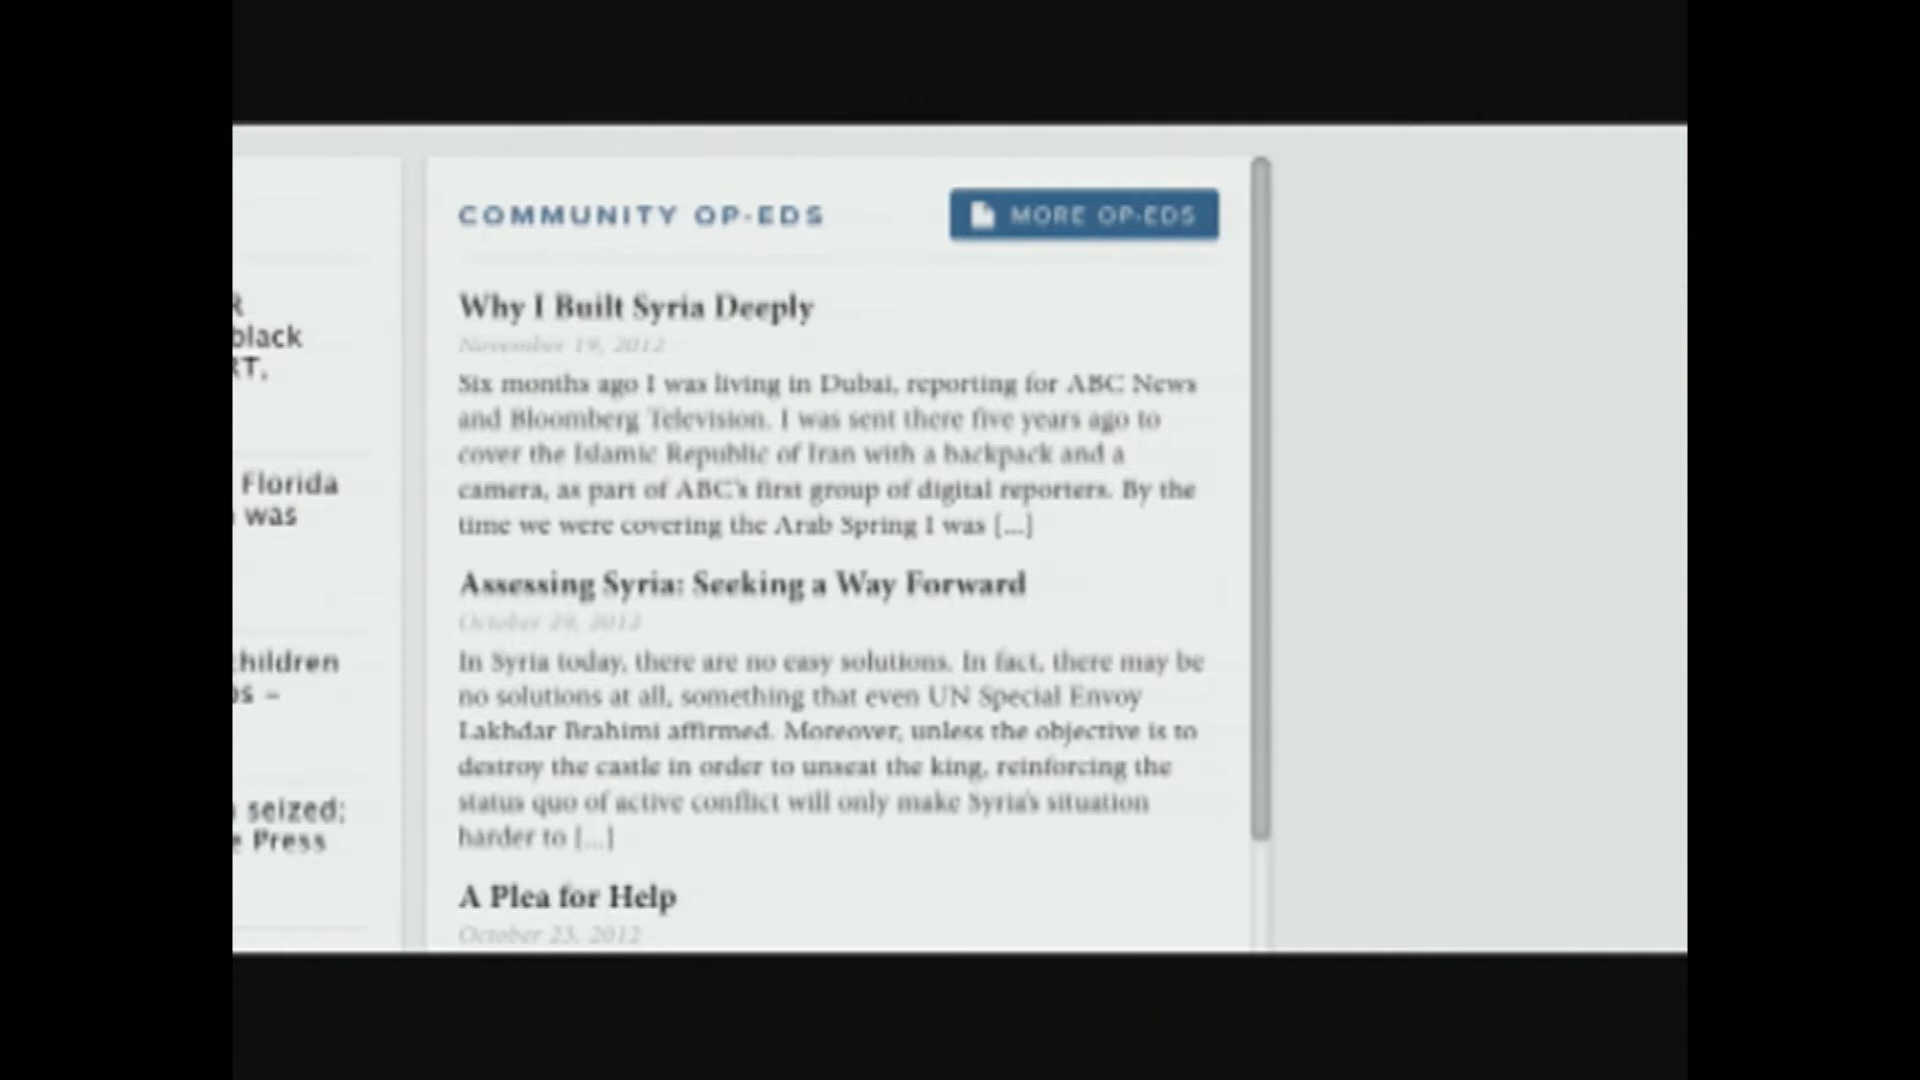 COMMUNITY OP-EDS
MORE OP-EDS
black
RT,
Florida
was
children
seized;
Press
Why I Built Syria Deeply
November 19, 2012
Six months ago I was living in Dubai, reporting for ABC News
and Bloomberg Television. I was sent there five years ago to
cover the Islamic Republic of Iran with a backpack and a
camera, as part of ABC's first group of digital reporters. By the
time we were covering the Arab Spring I was [...]
Assessing Syria: Seeking a Way Forward
October 29, 2012
In Syria today, there are no easy solutions. In fact, there may be
no solutions at all, something that even UN Special Envoy
Lakhdar Brahimi affirmed. Moreover, unless the objective is to
destroy the castle in order to unseat the king, reinforcing the
status quo of active conflict will only make Syria's situation
harder to [...]
A Plea for Help
October 23, 2012